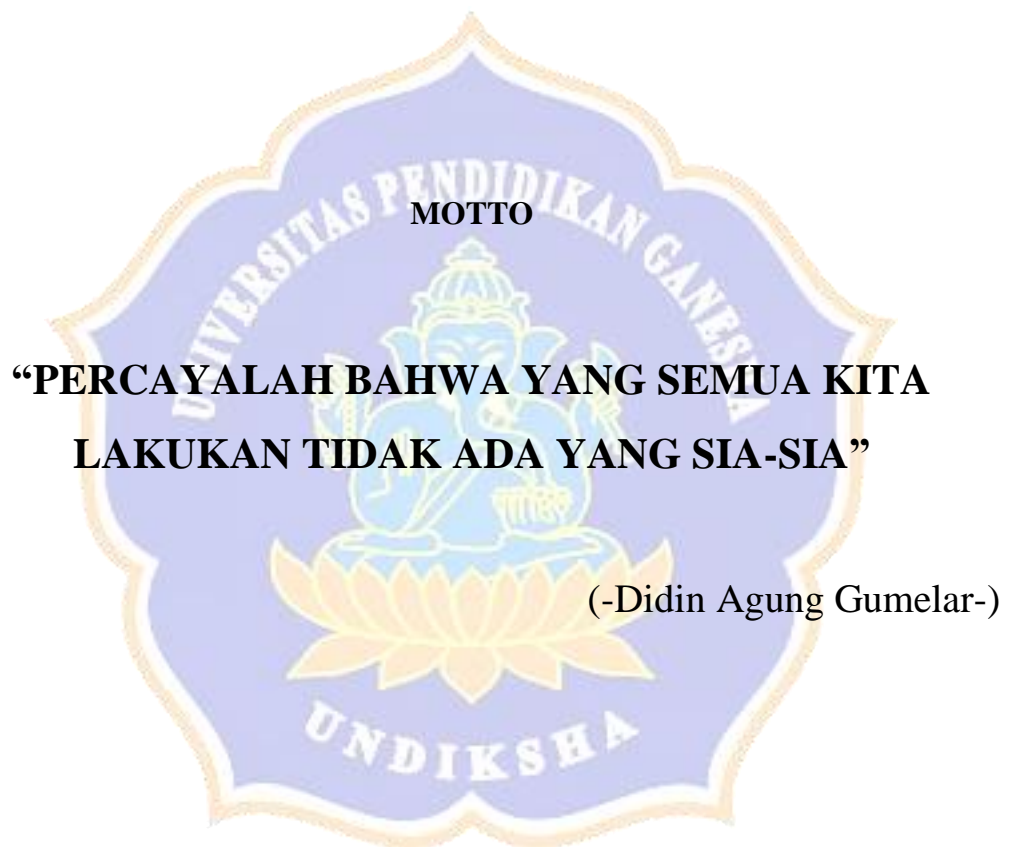 UNIVERSITAS PENDIDIKAN GANESHA
MOTTO
“PERCAYALAH BAHWA YANG SEMUA KITA
LAKUKAN TIDAK ADA YANG SIA-SIA”
(-Didin Agung Gumelar-)
UNDIKSHA